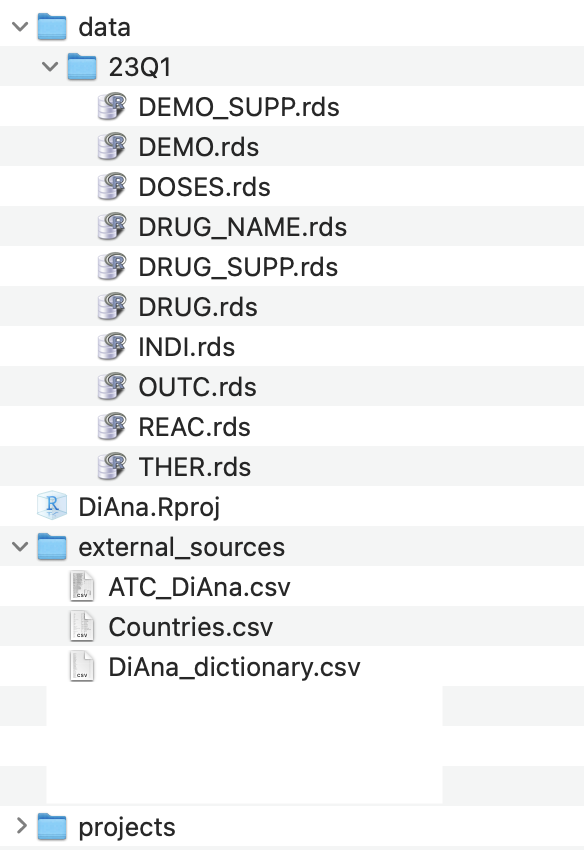 data
23Q1
DEMO_SUPP.rds
DEMO.rds
DOSES.rds
DRUG_NAME.rds
DRUG_SUPP.rds
DRUG.rds
INDI.rds
OUTC.rds
REAC.rds
THER.rds
DiAna.Rproj
external_sources
ATC_DiAna.csv
Countries.csv
DiAna_dictionary.csv
projects